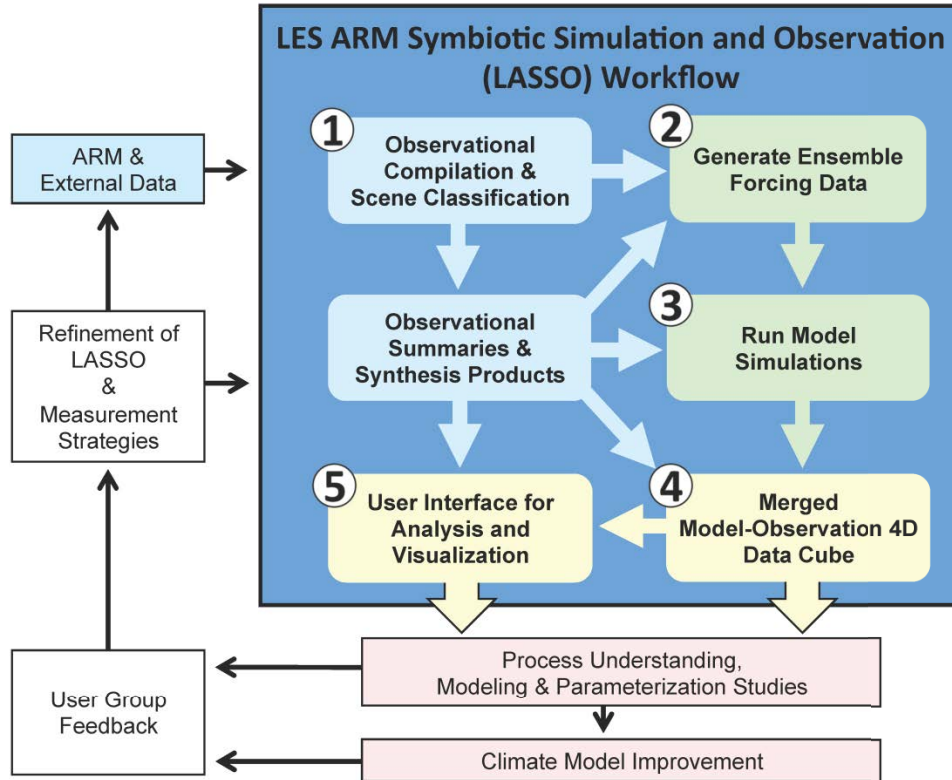 LES ARM Symbiotic Simulation and Observation
(LASSO) Workflow
1
Observational
Compilation &
Scene Classification
2
Generate Ensemble
Forcing Data
ARM &
External Data
Observational
Summaries &
Synthesis Products
3
Run Model
Simulations
Refinement of
LASSO
&
Measurement
Strategies
5
User Interface for
Analysis and
Visualization
4
Merged
Model-Observation 4D
Data Cube
User Group
Feedback
Process Understanding,
Modeling & Parameterization Studies
Climate Model Improvement